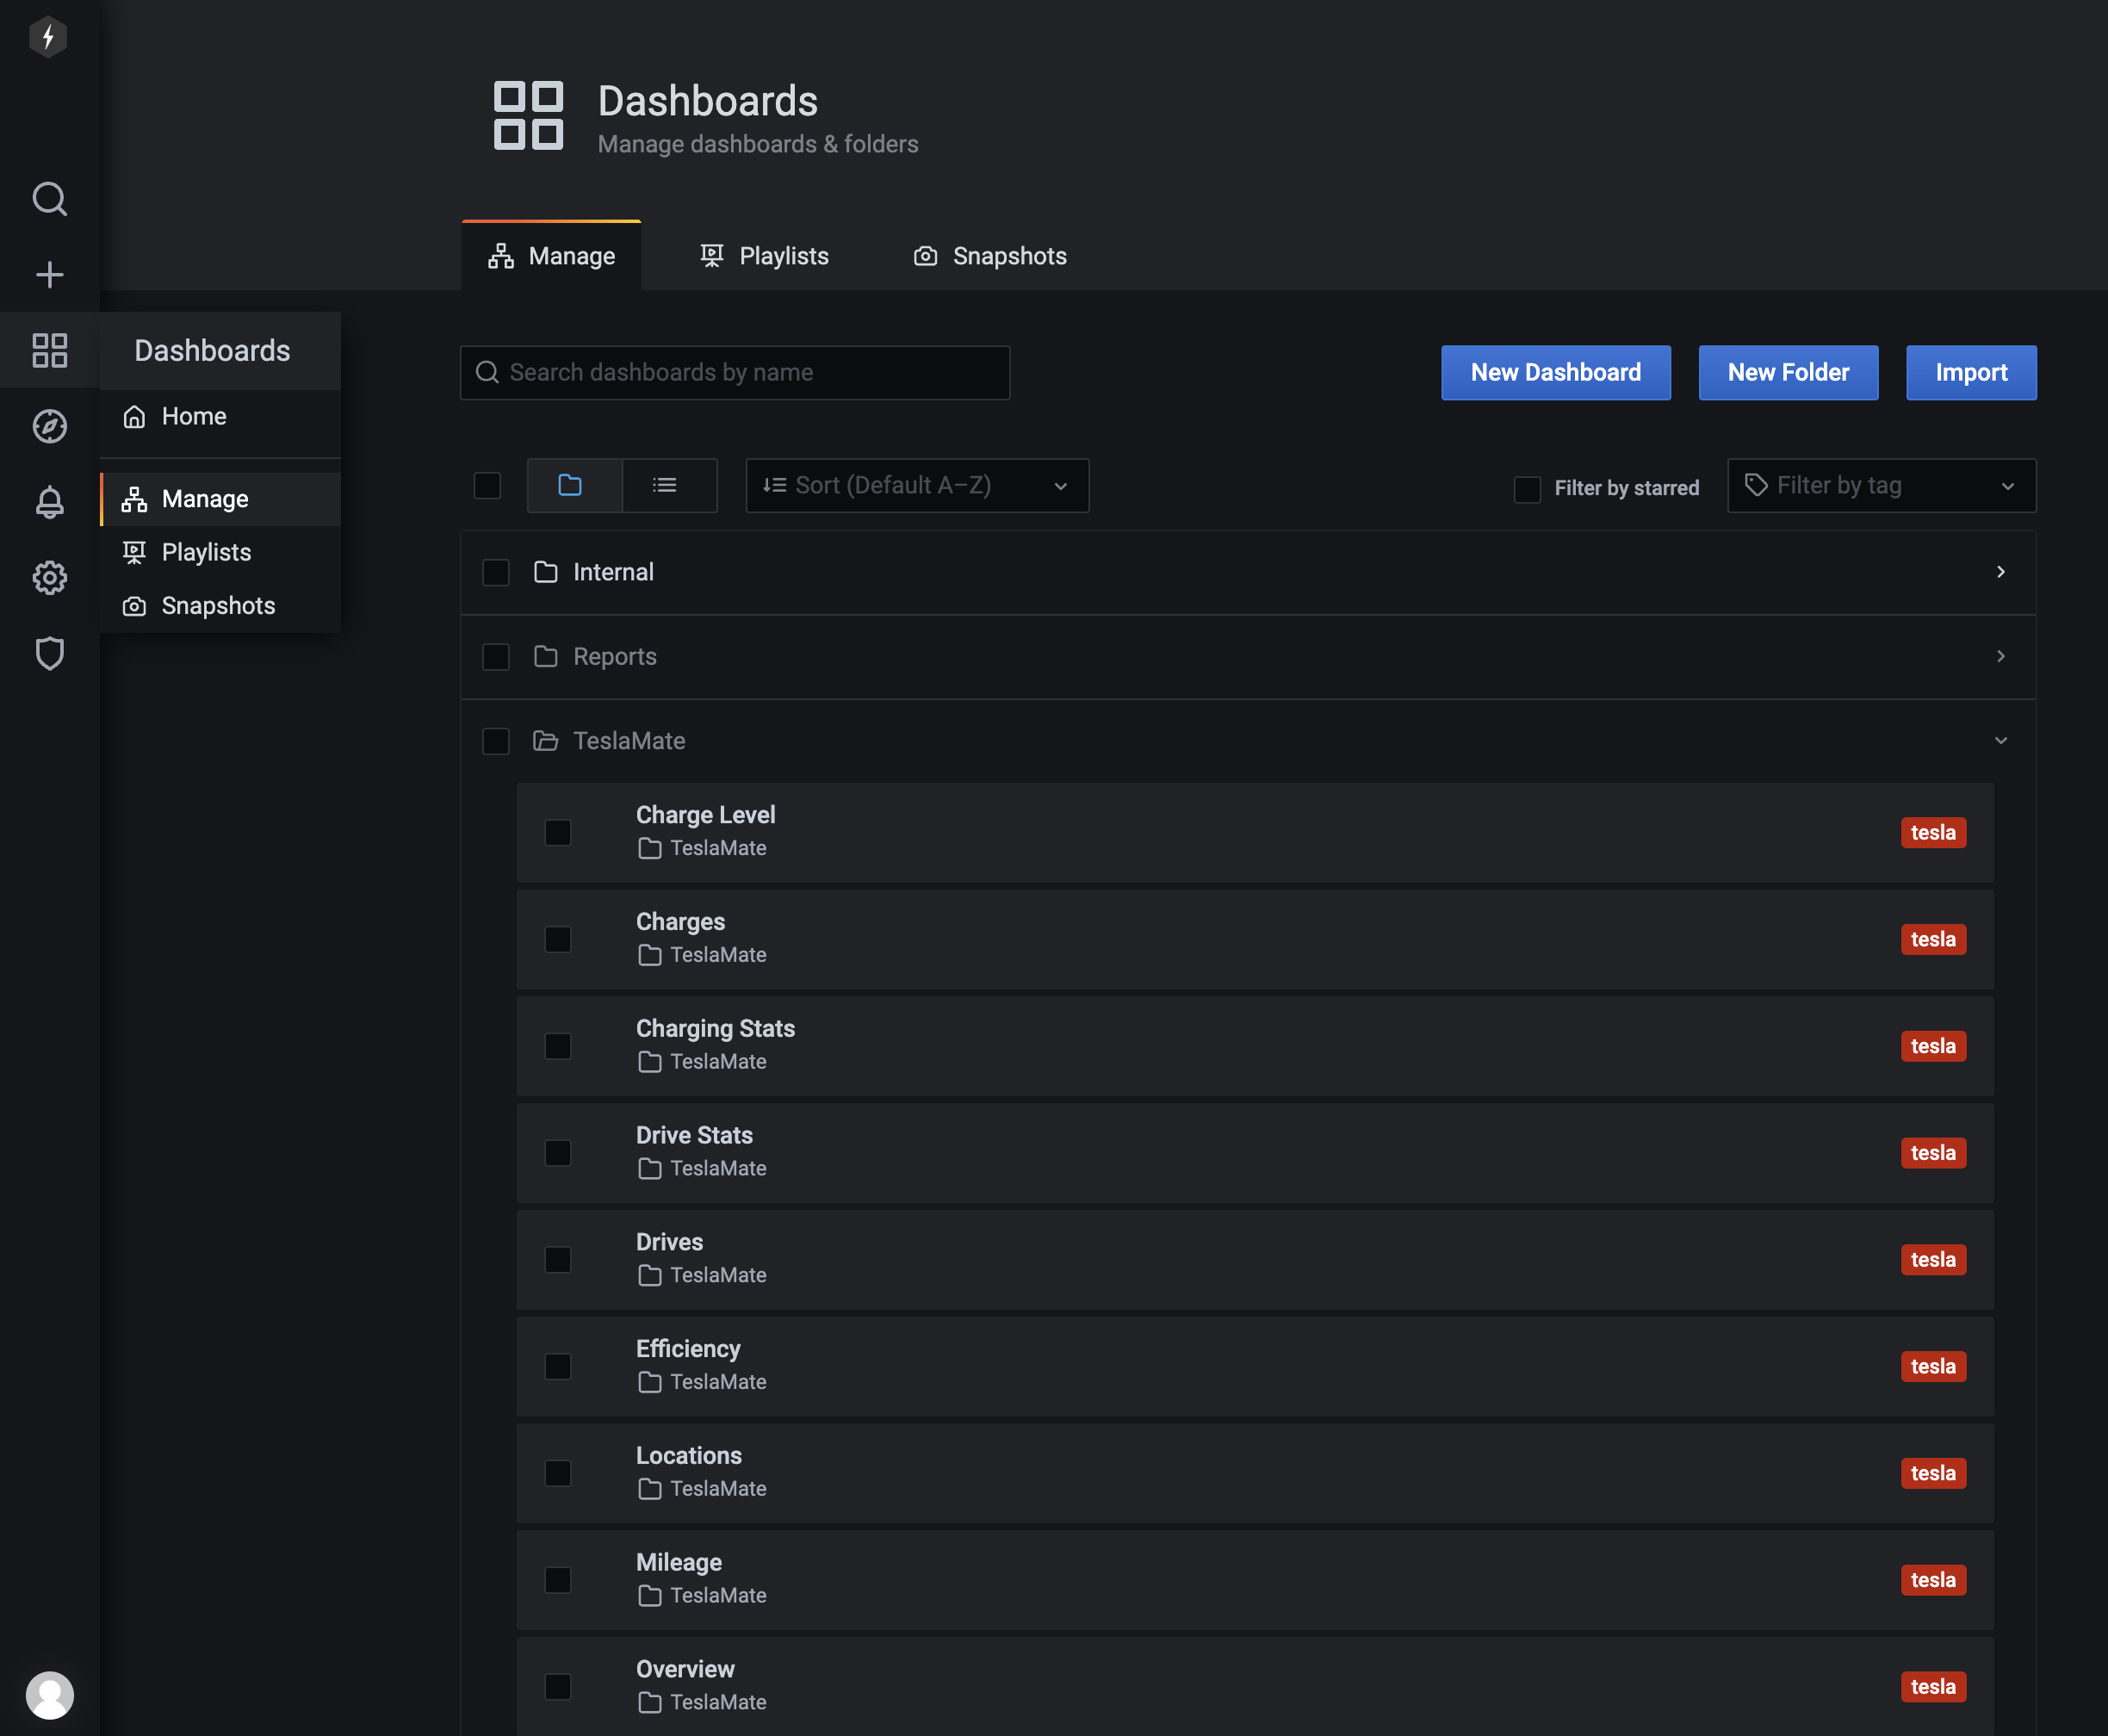 Dashboards
Manage dashboards & folders
Manage
Playlists
Snapshots
Dashboards
Home
Manage
Playlists
Snapshots
Search dashboards by name
New Dashboard
New Folder
Import
Sort (Default A–Z)
Filter by starred
Filter by tag
Internal
Reports
TeslaMate
Charge Level
TeslaMate
tesla
Charges
TeslaMate
tesla
Charging Stats
TeslaMate
tesla
Drive Stats
TeslaMate
tesla
Drives
TeslaMate
tesla
Efficiency
TeslaMate
tesla
Locations
TeslaMate
tesla
Mileage
TeslaMate
tesla
Overview
TeslaMate
tesla